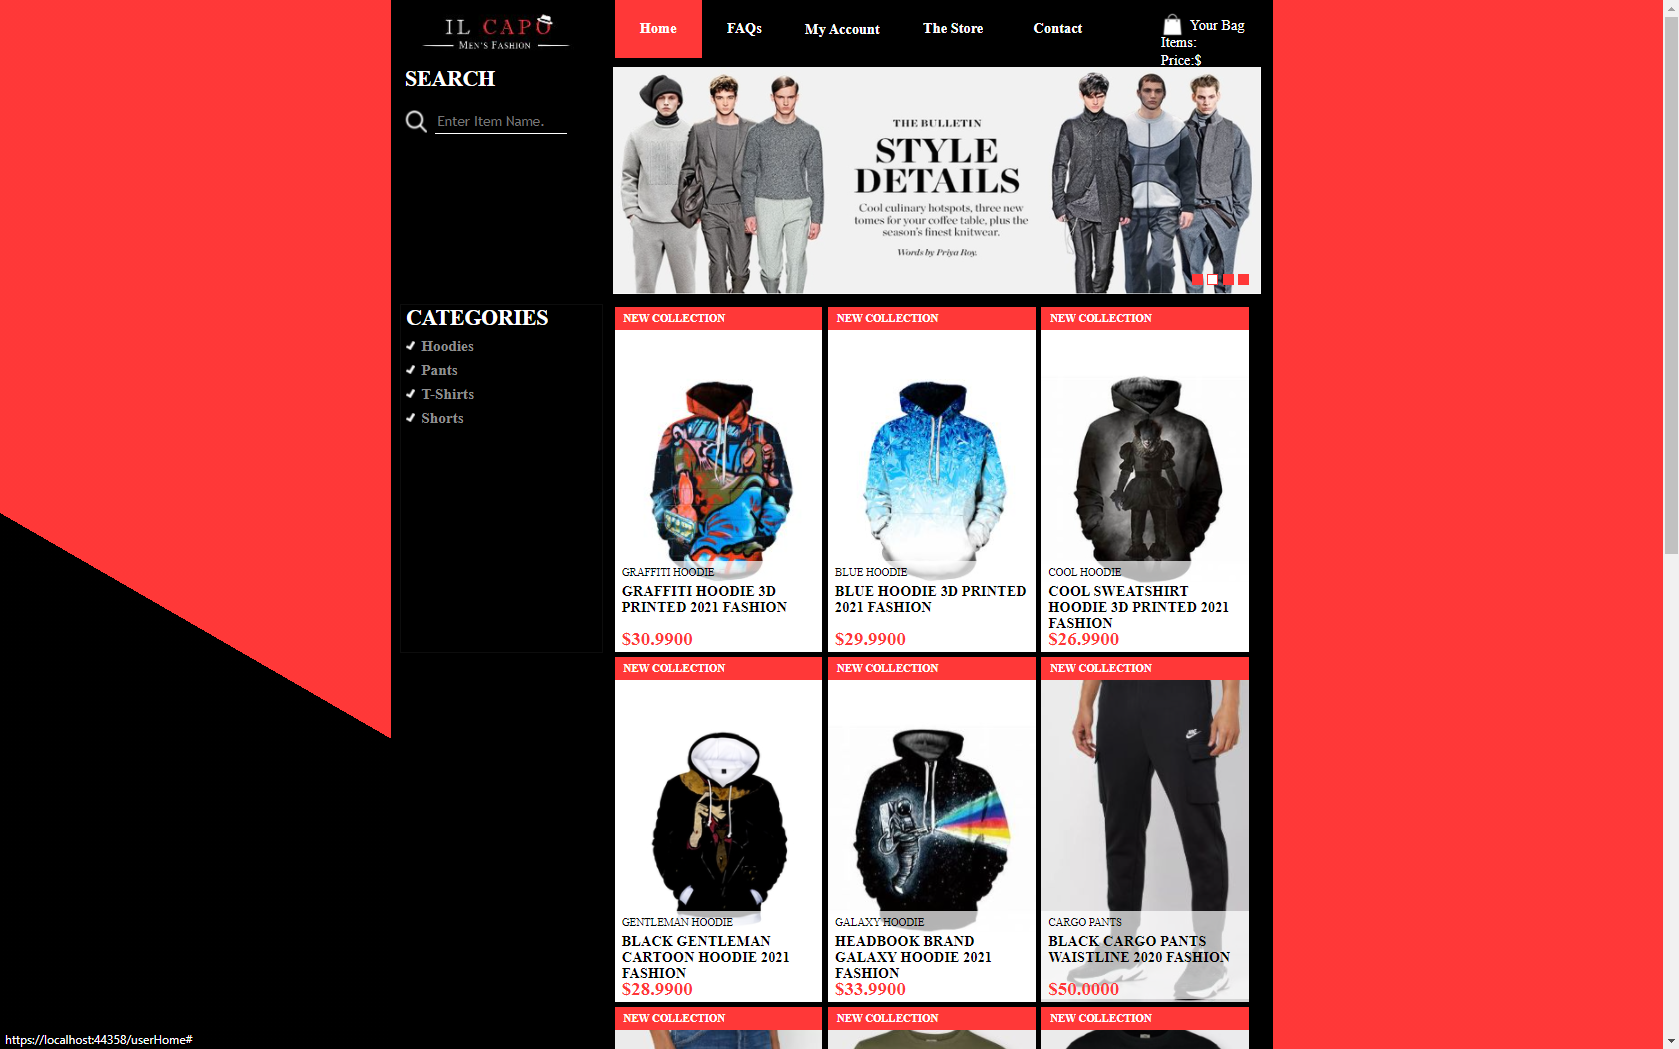 IL CAPO
MEN'S FASHION
Home
FAQs
My Account
The Store
Contact
Your Bag
Items:
Price:$
SEARCH
Enter Item Name.
THE BULLETIN
STYLE
DETAILS
Cool culinary hotspots, three new
tomes for your coffee table, plus the
season's finest knitwear.
Words by Priya Roy.
CATEGORIES
Hoodies
Pants
T-Shirts
Shorts
NEW COLLECTION
GRAFFITI HOODIE
GRAFFITI HOODIE 3D
PRINTED 2021 FASHION
$30.9900
NEW COLLECTION
BLUE HOODIE
BLUE HOODIE 3D PRINTED
2021 FASHION
$29.9900
NEW COLLECTION
COOL HOODIE
COOL SWEATSHIRT
HOODIE 3D PRINTED 2021
FASHION
$26.9900
NEW COLLECTION
GENTLEMAN HOODIE
BLACK GENTLEMAN
CARTOON HOODIE 2021
FASHION
$28.9900
NEW COLLECTION
GALAXY HOODIE
HEADBOOK BRAND
GALAXY HOODIE 2021
FASHION
$33.9900
NEW COLLECTION
CARGO PANTS
BLACK CARGO PANTS
WAISTLINE 2020 FASHION
$50.0000
NEW COLLECTION
NEW COLLECTION
NEW COLLECTION
https://localhost:44358/userHome#